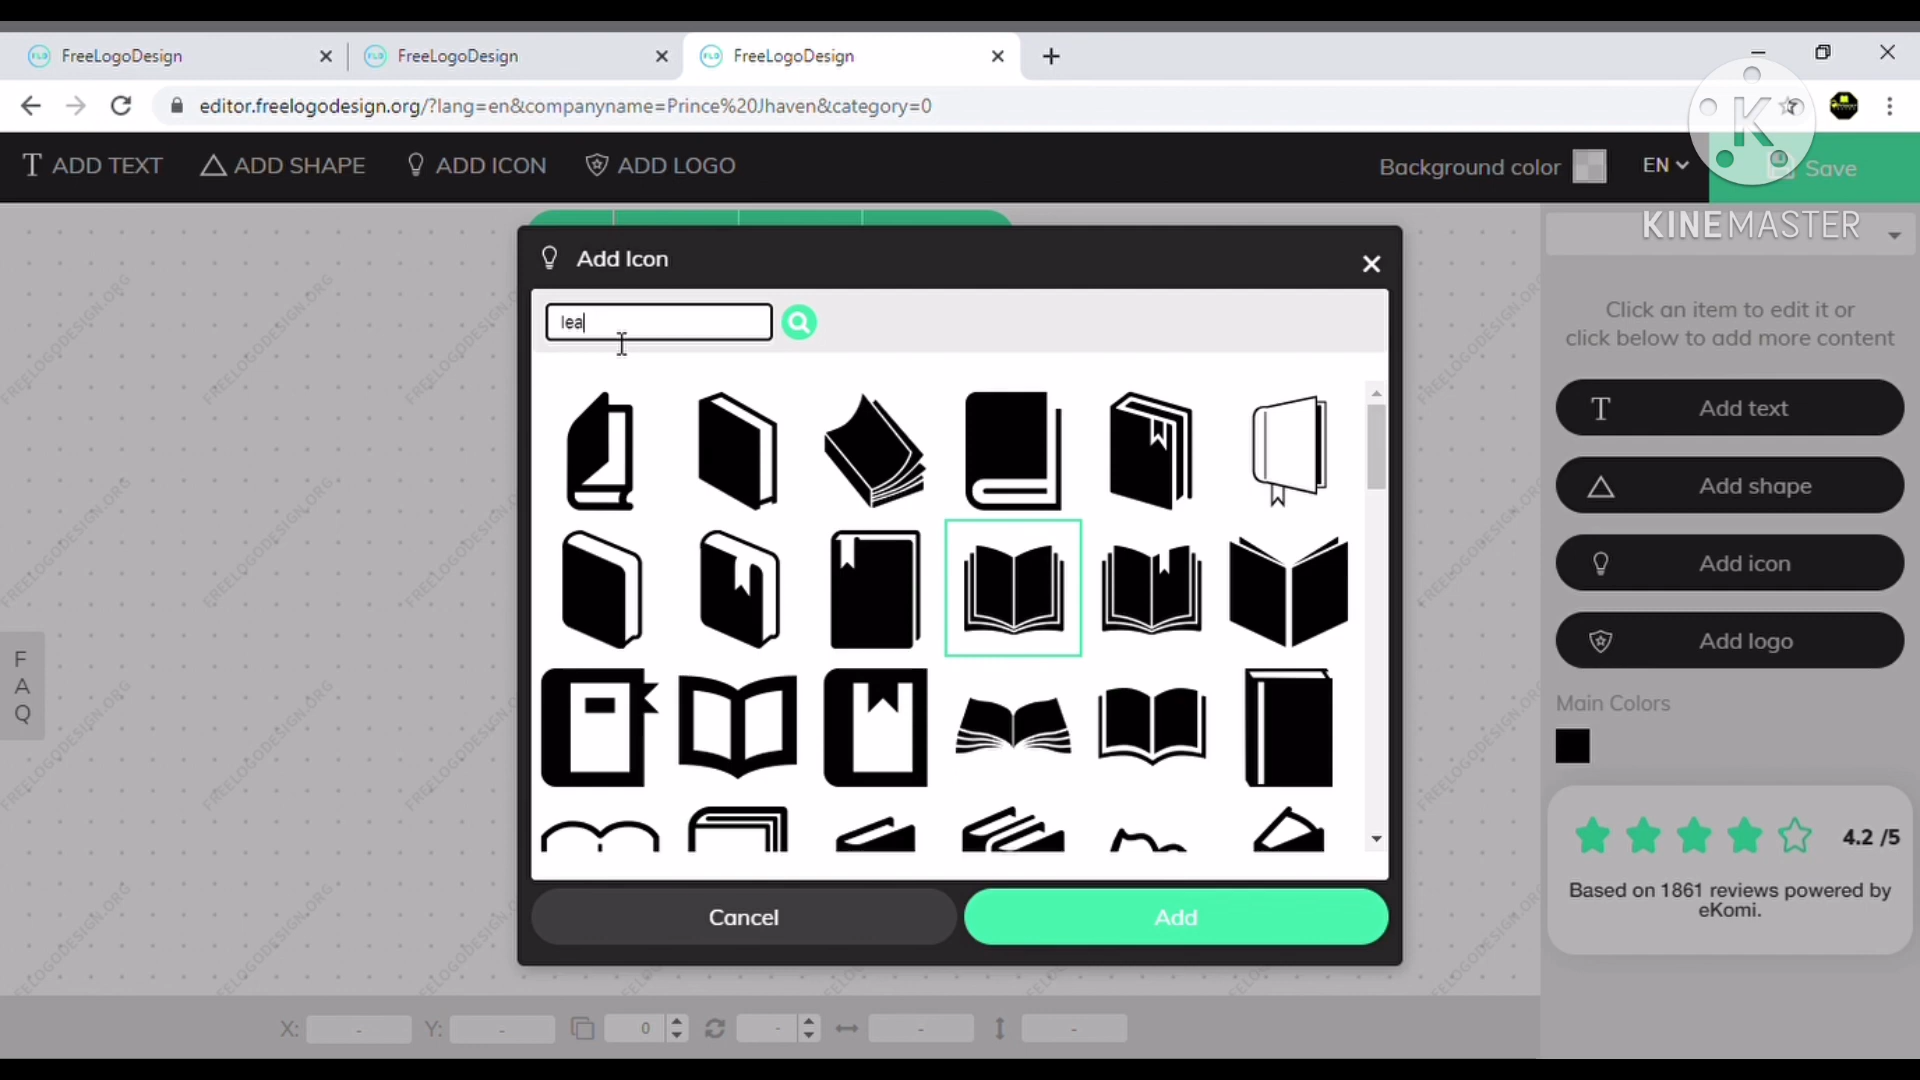 FreeLogoDesign
FreeLogoDesign
FreeLogoDesign
editor.freelogodesign.org/?lang=en&companyname=Prince%20Jhaven&category=0
K
T ADD TEXT
ADD SHAPE
ADD ICON
ADD LOGO
Background color
EN
Save
KINEMASTER
Add Icon
lea
Click an item to edit it or
click below to add more content
T Add text
Add shape
Add icon
Add logo
Main Colors
4.2 /5
Based on 1861 reviews powered by
eKomi.
F
A
Q
Cancel
Add
X: -
Y: -
0
-
-
-
FREELOGODESIGN.ORG